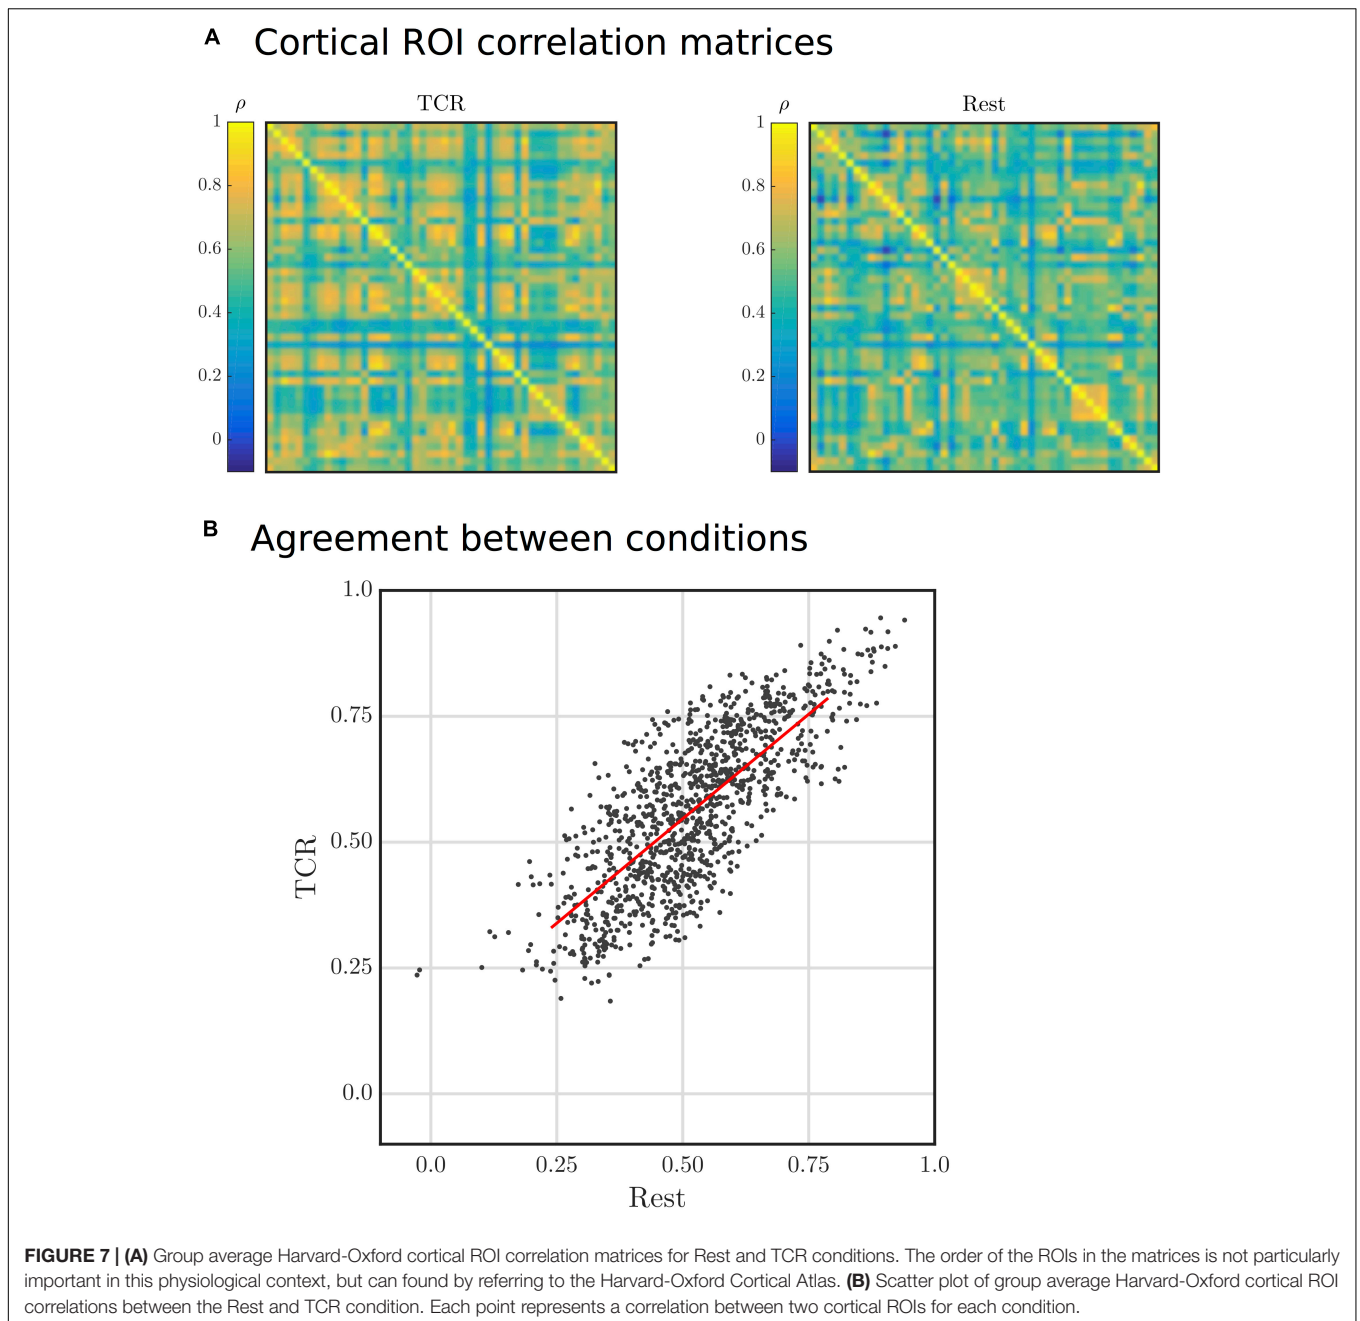 A Cortical ROI correlation matrices
ρ TCR
1
0.8
0.6
0.4
0.2
0
ρ Rest
1
0.8
0.6
0.4
0.2
0
B Agreement between conditions
1.0
0.75
0.50
0.25
0.0
TCR
0.0 0.25 0.50 0.75 1.0
Rest
FIGURE 7 | (A) Group average Harvard-Oxford cortical ROI correlation matrices for Rest and TCR conditions. The order of the ROIs in the matrices is not particularly
important in this physiological context, but can found by referring to the Harvard-Oxford Cortical Atlas. (B) Scatter plot of group average Harvard-Oxford cortical ROI
correlations between the Rest and TCR condition. Each point represents a correlation between two cortical ROIs for each condition.